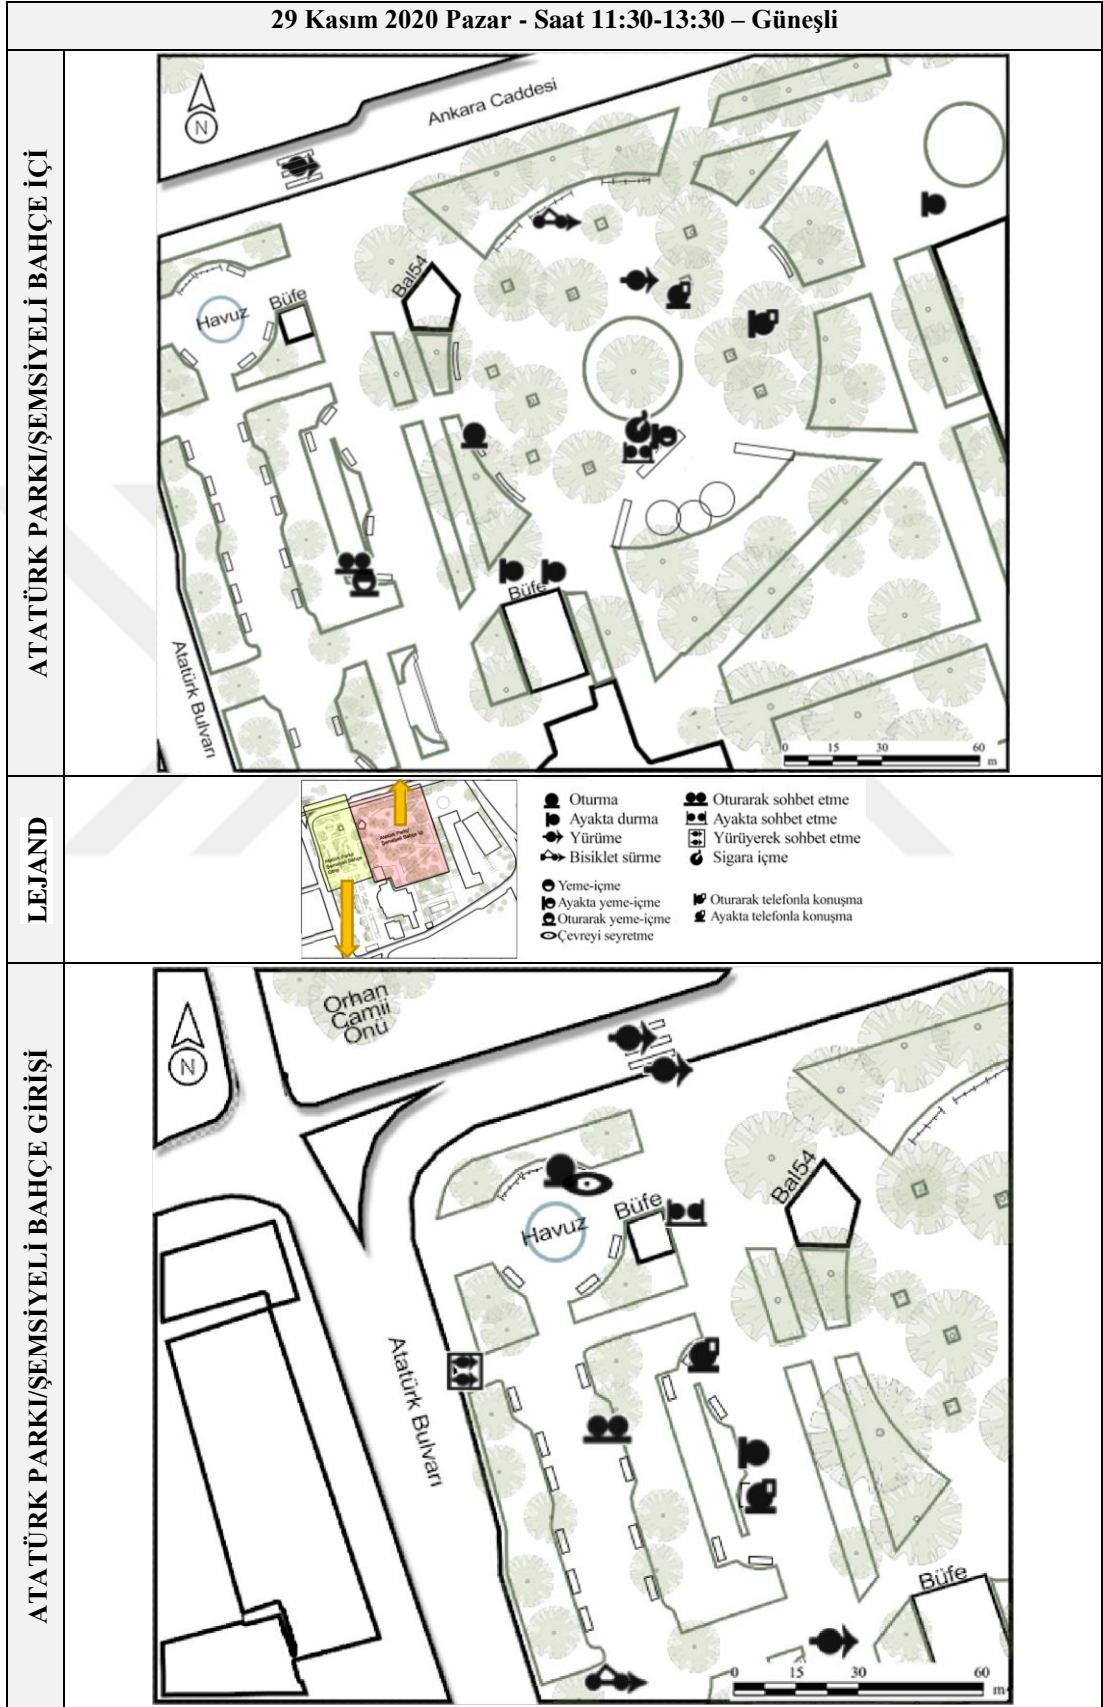 29 Kasım 2020 Pazar - Saat 11:30-13:30 – Güneşli
ATATÜRK PARKI/ŞEMSİYELİ BAHÇE İÇİ
N
Ankara Caddesi
Havuz
Büfe
Bal54
Büfe
Atatürk Bulvarı
0 15 30 60
m
LEJAND
Oturma
Ayakta durma
Yürüme
Bisiklet sürme
Yeme-içme
Ayakta yeme-içme
Oturarak yeme-içme
Çevreyi seyretme
Oturarak sohbet etme
Ayakta sohbet etme
Yürüyerek sohbet etme
Sigara içme
Oturarak telefonla konuşma
Ayakta telefonla konuşma
ATATÜRK PARKI/ŞEMSİYELİ BAHÇE GİRİŞİ
Orhan
Camii
Önü
N
Havuz
Büfe
Bal54
Atatürk Bulvarı
Büfe
0 15 30 60
m